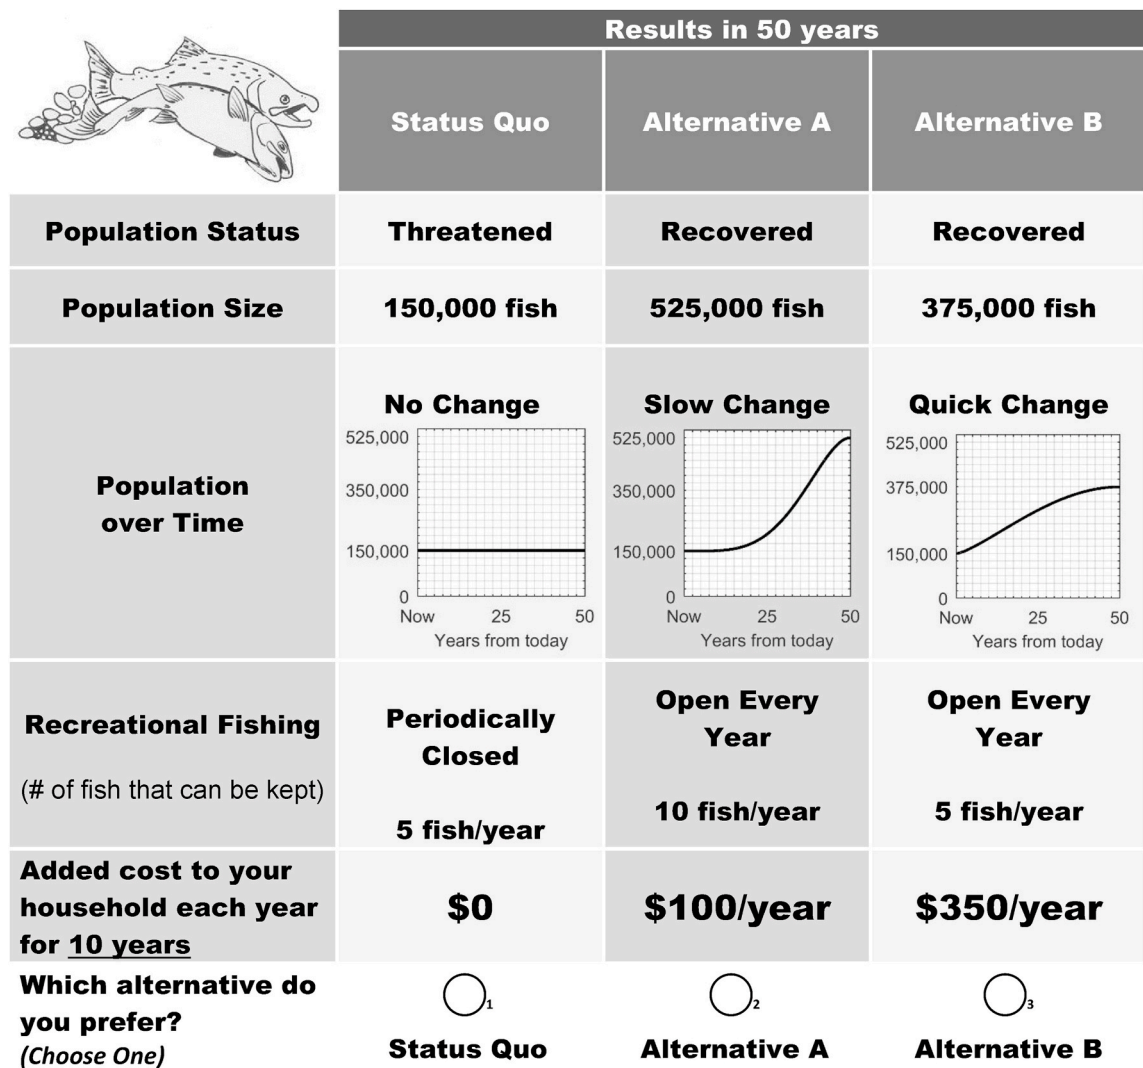 Results in 50 years
Status Quo
Alternative A
Alternative B
Population Status
Threatened
Recovered
Recovered
Population Size
150,000 fish
525,000 fish
375,000 fish
Population
over Time
No Change
525,000
350,000
150,000
0
Now
25
50
Years from today
Slow Change
525,000
350,000
150,000
0
Now
25
50
Years from today
Quick Change
525,000
375,000
150,000
0
Now
25
50
Years from today
Recreational Fishing
(# of fish that can be kept)
Periodically
Closed
5 fish/year
Open Every
Year
10 fish/year
Open Every
Year
5 fish/year
Added cost to your
household each year
for 10 years
$0
$100/year
$350/year
Which alternative do
you prefer?
(Choose One)
1
Status Quo
2
Alternative A
3
Alternative B